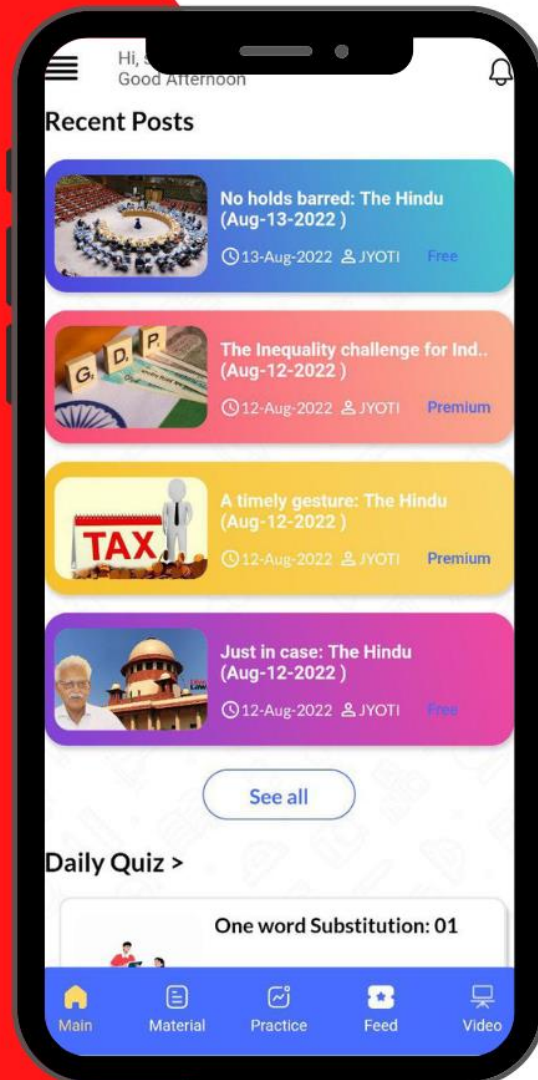 Hi,
Good Afternoon
Recent Posts
No holds barred: The Hindu
(Aug-13-2022 )
13-Aug-2022 JYOTI Free
G D P
The Inequality challenge for Ind..
(Aug-12-2022 )
12-Aug-2022 JYOTI Premium
TAX
A timely gesture: The Hindu
(Aug-12-2022 )
12-Aug-2022 JYOTI Premium
Just in case: The Hindu
(Aug-12-2022 )
12-Aug-2022 JYOTI Free
See all
Daily Quiz >
One word Substitution: 01
Main Material Practice Feed Video